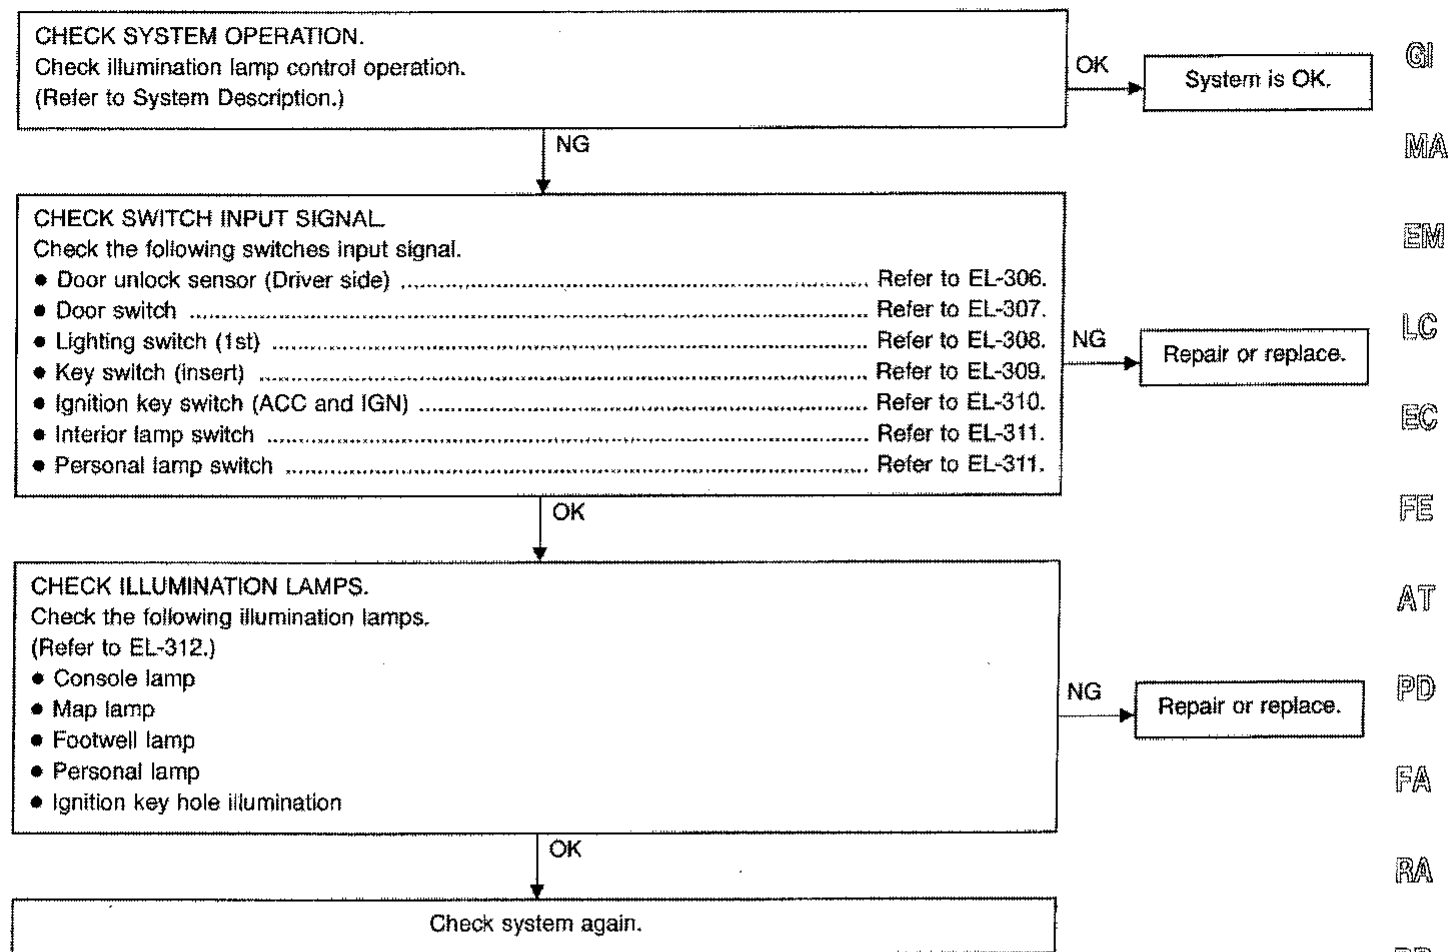 CHECK SYSTEM OPERATION.
Check illumination lamp control operation.
(Refer to System Description.)
OK
System is OK.
NG
CHECK SWITCH INPUT SIGNAL.
Check the following switches input signal.
● Door unlock sensor (Driver side) ........................................ Refer to EL-306.
● Door switch ........................................ Refer to EL-307.
● Lighting switch (1st) ........................................ Refer to EL-308.
● Key switch (insert) ........................................ Refer to EL-309.
● Ignition key switch (ACC and IGN) ........................................ Refer to EL-310.
● Interior lamp switch ........................................ Refer to EL-311.
● Personal lamp switch ........................................ Refer to EL-311.
NG
Repair or replace.
OK
CHECK ILLUMINATION LAMPS.
Check the following illumination lamps.
(Refer to EL-312.)
● Console lamp
● Map lamp
● Footwell lamp
● Personal lamp
● Ignition key hole illumination
NG
Repair or replace.
OK
Check system again.
GI
MA
EM
LC
EC
FE
AT
PD
FA
RA